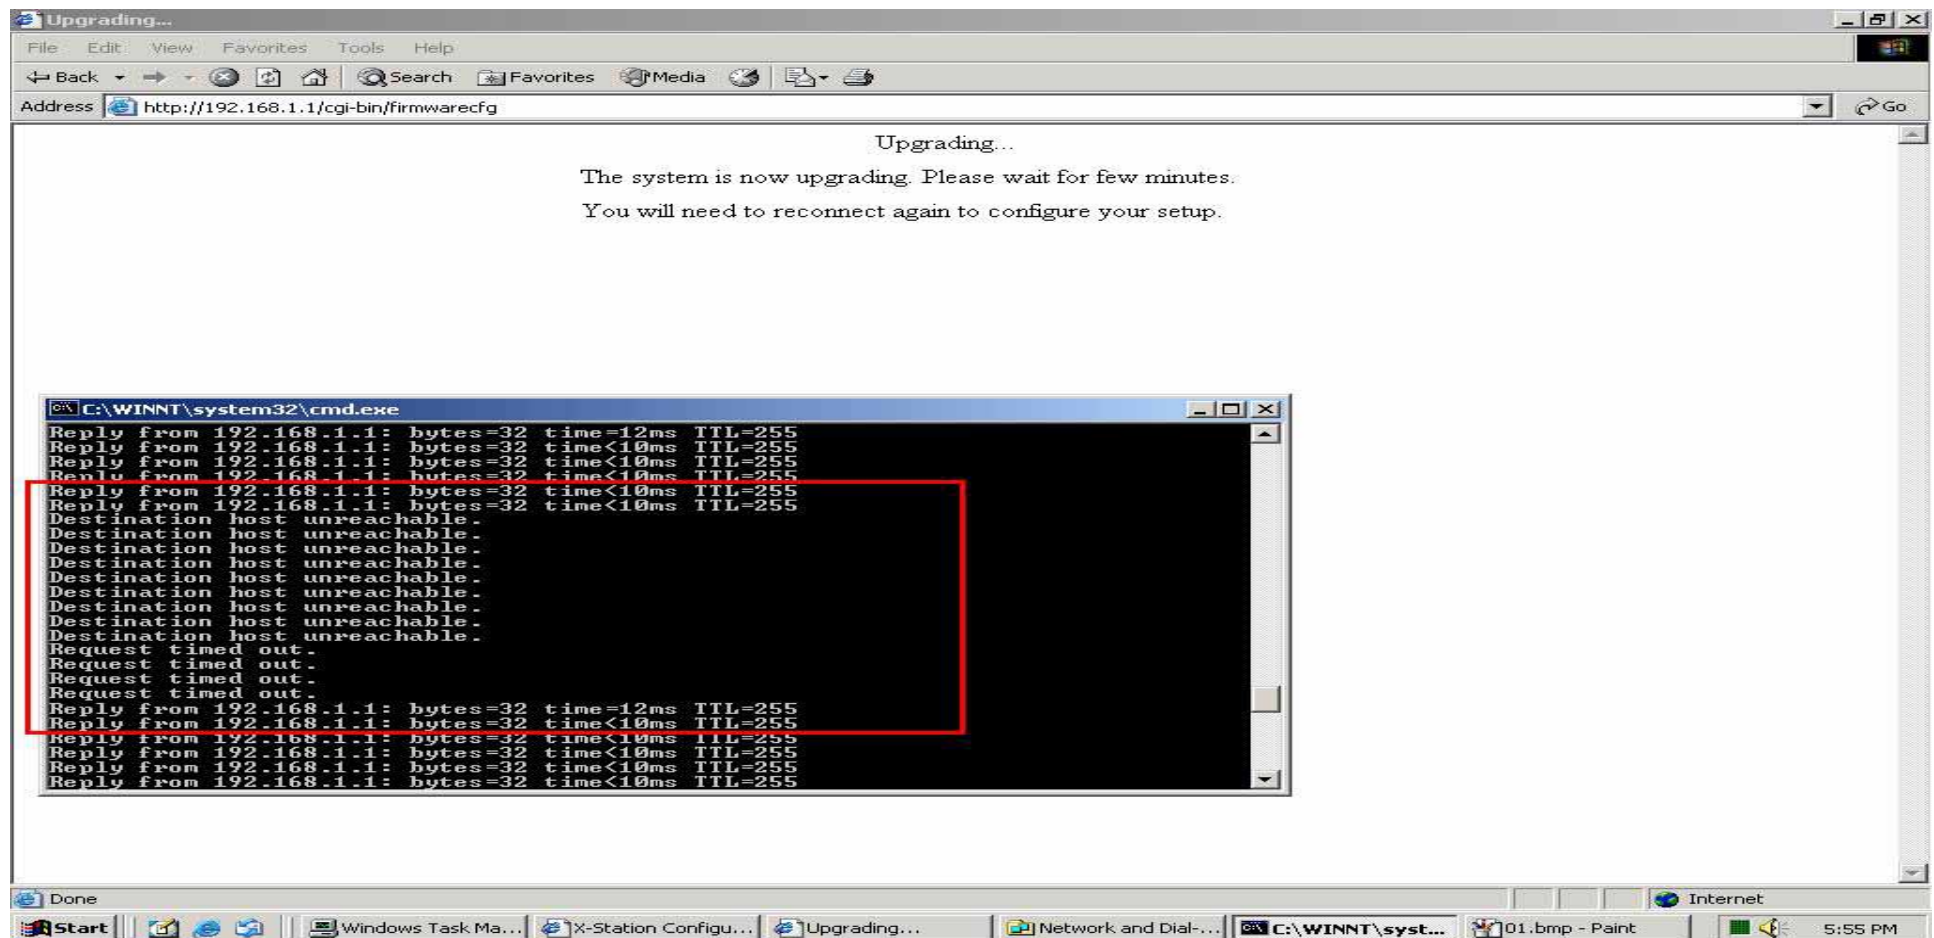 Upgrading...
File Edit View Favorites Tools Help
Back Search Favorites Media
Address http://192.168.1.1/cgi-bin/firmwarecfg Go
Upgrading...
The system is now upgrading. Please wait for few minutes.
You will need to reconnect again to configure your setup.
C:\WINNT\system32\cmd.exe
Reply from 192.168.1.1: bytes=32 time=12ms TTL=255
Reply from 192.168.1.1: bytes=32 time<10ms TTL=255
Reply from 192.168.1.1: bytes=32 time<10ms TTL=255
Reply from 192.168.1.1: bytes=32 time<10ms TTL=255
Reply from 192.168.1.1: bytes=32 time<10ms TTL=255
Reply from 192.168.1.1: bytes=32 time<10ms TTL=255
Destination host unreachable.
Destination host unreachable.
Destination host unreachable.
Destination host unreachable.
Destination host unreachable.
Destination host unreachable.
Destination host unreachable.
Destination host unreachable.
Destination host unreachable.
Request timed out.
Request timed out.
Request timed out.
Request timed out.
Reply from 192.168.1.1: bytes=32 time=12ms TTL=255
Reply from 192.168.1.1: bytes=32 time<10ms TTL=255
Reply from 192.168.1.1: bytes=32 time<10ms TTL=255
Reply from 192.168.1.1: bytes=32 time<10ms TTL=255
Reply from 192.168.1.1: bytes=32 time<10ms TTL=255
Reply from 192.168.1.1: bytes=32 time<10ms TTL=255
Done Internet
Start Windows Task Ma... X-Station Configu... Upgrading... Network and Dial-... C:\WINNT\syst... 01.bmp - Paint 5:55 PM